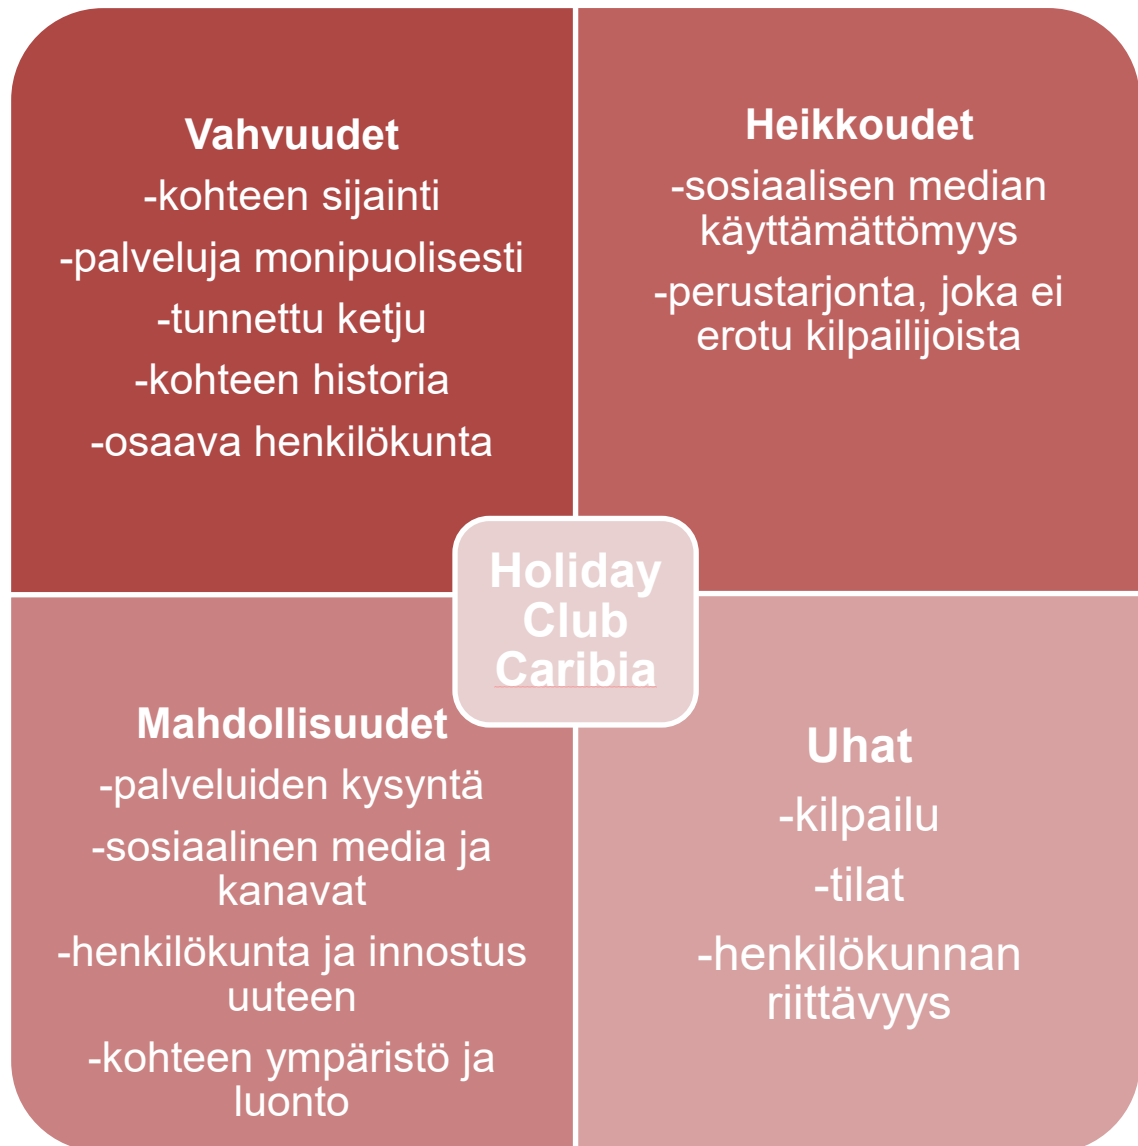 Vahvuudet
-kohteen sijainti
-palveluja monipuolisesti
-tunnettu ketju
-kohteen historia
-osaava henkilökunta
Heikkoudet
-sosiaalisen median
käyttämättömyys
-perustarjonta, joka ei
erotu kilpailijoista
Holiday
Club
Caribia
Mahdollisuudet
-palveluiden kysyntä
-sosiaalinen media ja
kanavat
-henkilökunta ja innostus
uuteen
-kohteen ympäristö ja
luonto
Uhat
-kilpailu
-tilat
-henkilökunnan
riittävyys